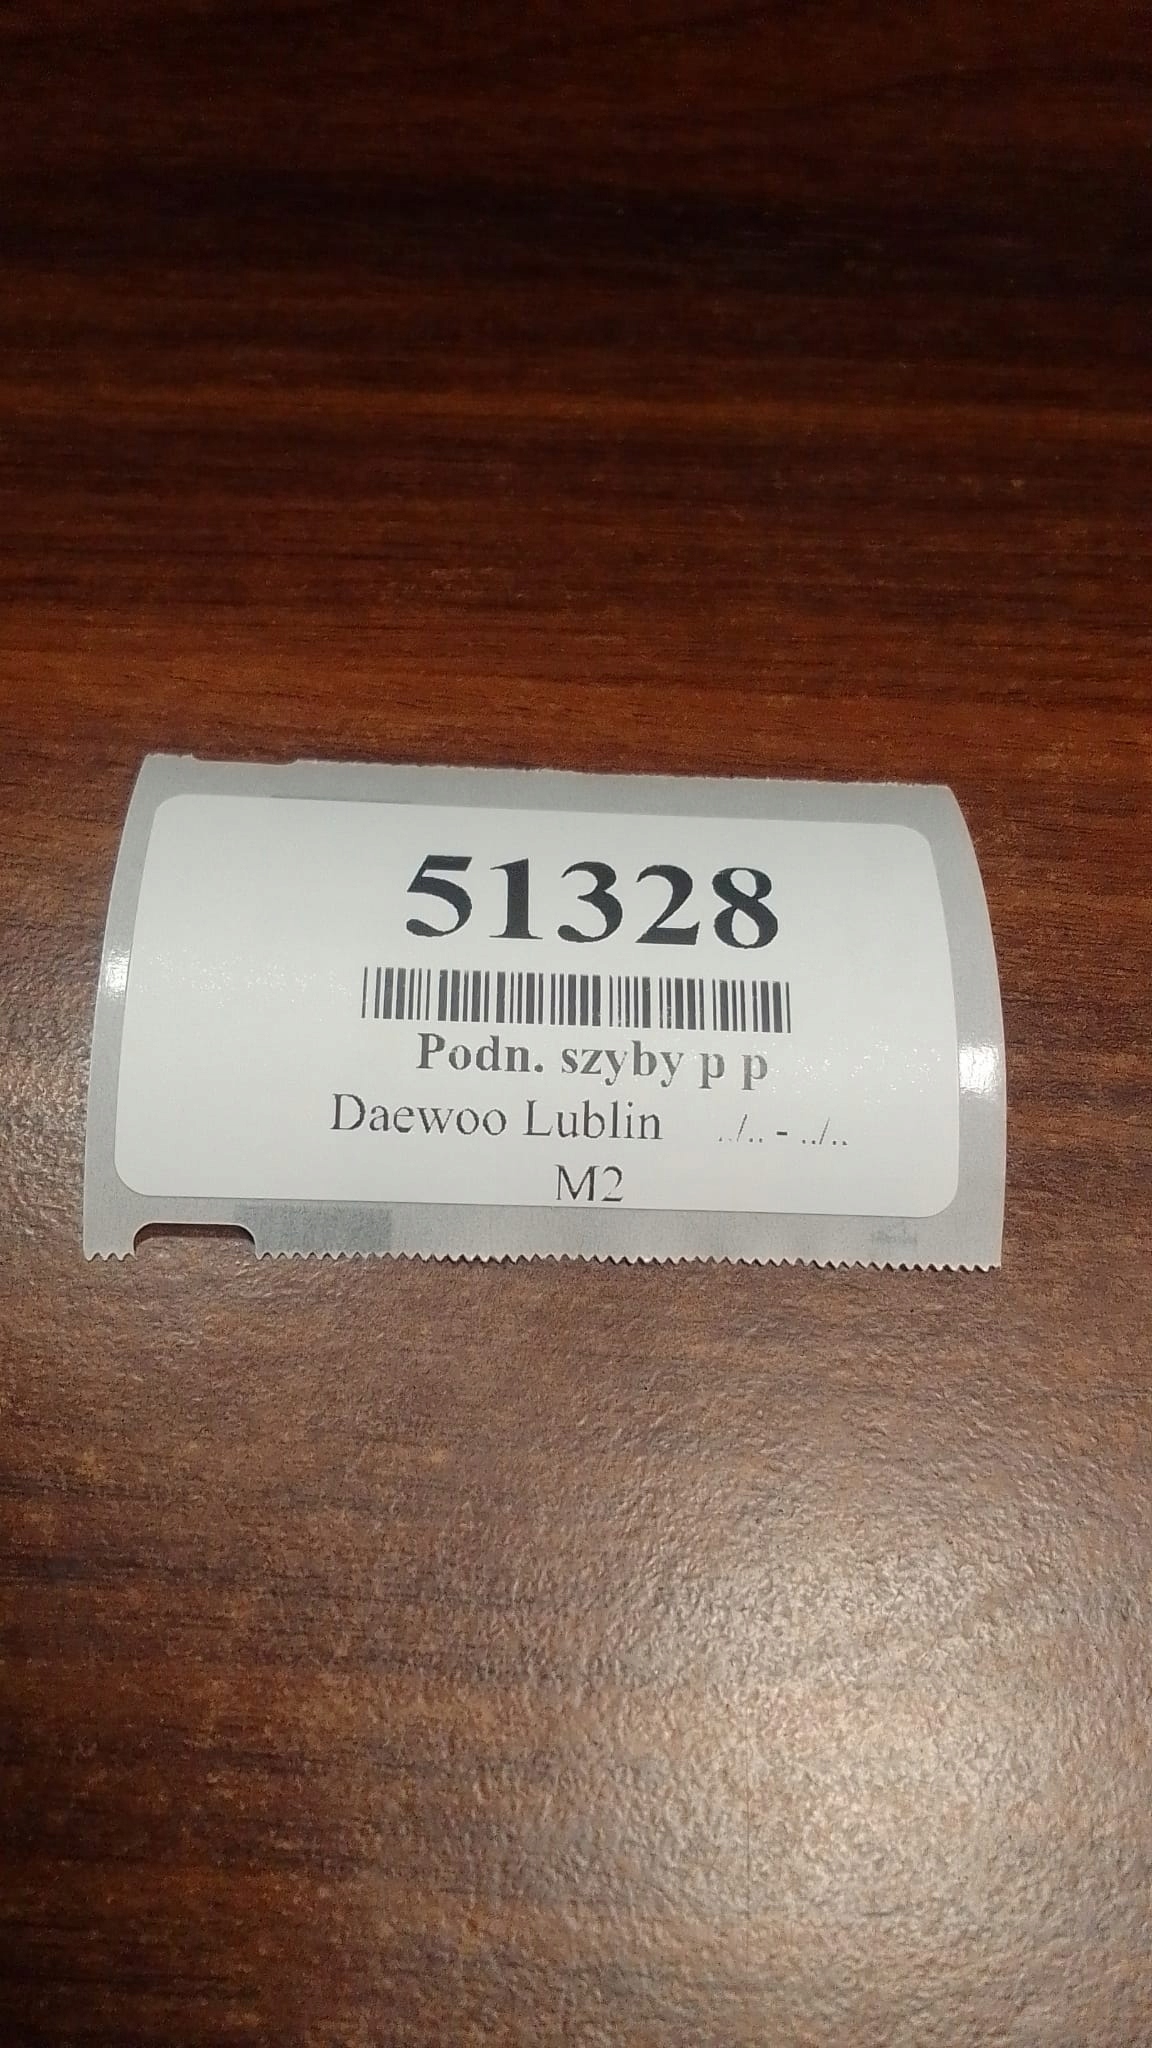 51328
Podn. szyby p p
Daewoo Lublin ../.. - ../..
M2